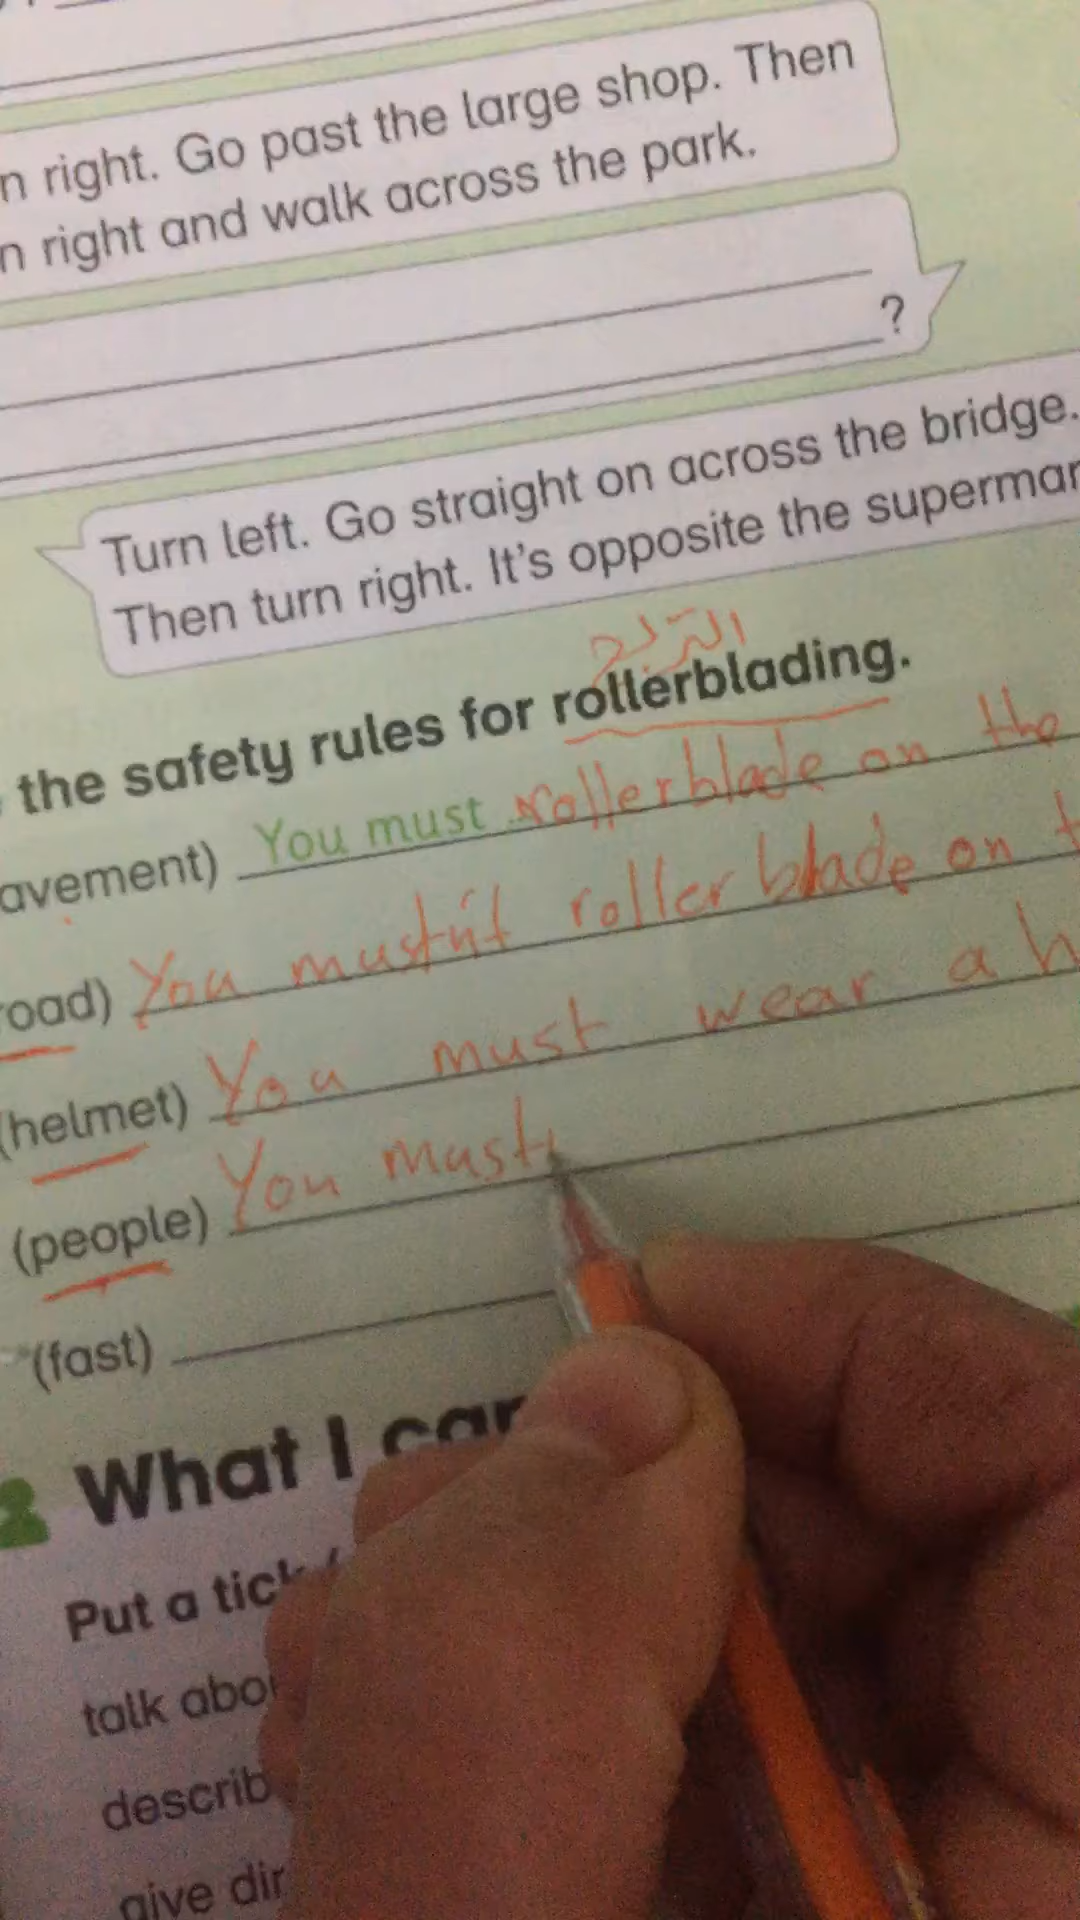 n right. Go past the large shop. Then
n right and walk across the park.
?
Turn left. Go straight on across the bridge.
Then turn right. It's opposite the supermar
التزلج
the safety rules for rollerblading.
avement) You must rollerblade on the
oad) You mustn't rollerblade on t
(helmet) You must wear a h
(people) You must
(fast)
What I can
Put a tick (
talk abo
describ
give dir